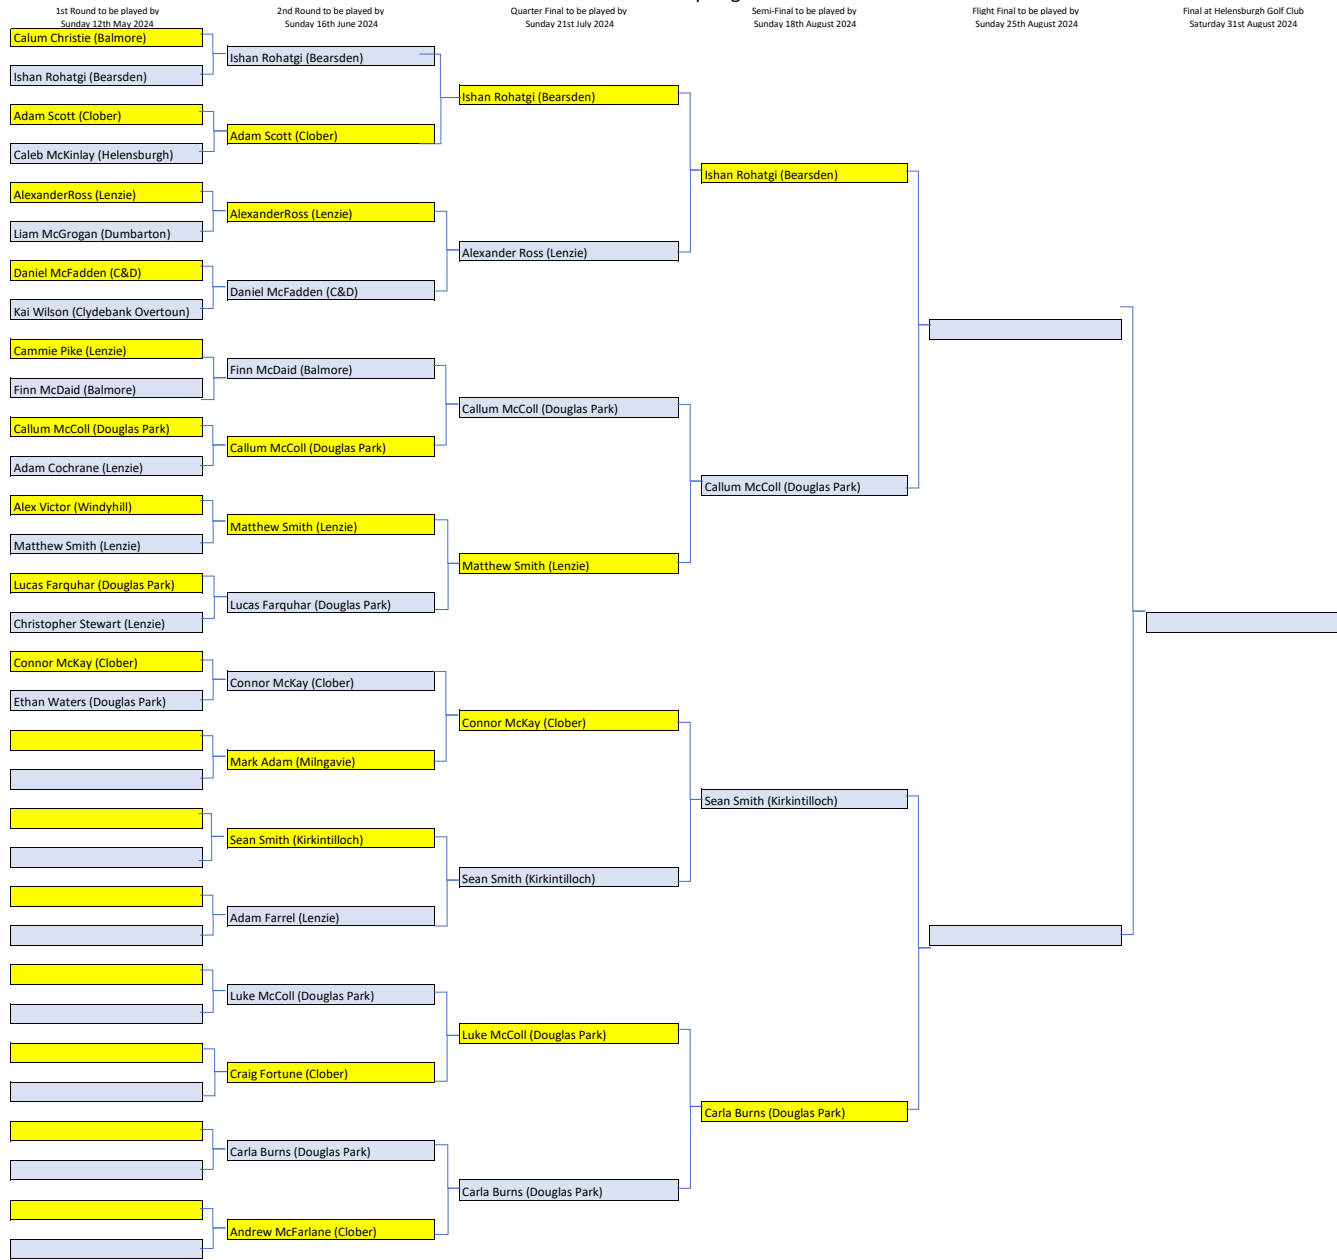 1st Round to be played by
Sunday 12th May 2024
2nd Round to be played by
Sunday 16th June 2024
Quarter Final to be played by
Sunday 21st July 2024
Semi-Final to be played by
Sunday 18th August 2024
Flight Final to be played by
Sunday 25th August 2024
Final at Helensburgh Golf Club
Saturday 31st August 2024
Calum Christie (Balmore)
Ishan Rohatgi (Bearsden)
Adam Scott (Clober)
Caleb McKinlay (Helensburgh)
AlexanderRoss (Lenzie)
Liam McGrogan (Dumbarton)
Daniel McFadden (C&D)
Kai Wilson (Clydebank Overtoun)
Cammie Pike (Lenzie)
Finn McDaid (Balmore)
Callum McColl (Douglas Park)
Adam Cochrane (Lenzie)
Alex Victor (Windyhill)
Matthew Smith (Lenzie)
Lucas Farquhar (Douglas Park)
Christopher Stewart (Lenzie)
Connor McKay (Clober)
Ethan Waters (Douglas Park)
Ishan Rohatgi (Bearsden)
Adam Scott (Clober)
AlexanderRoss (Lenzie)
Daniel McFadden (C&D)
Finn McDaid (Balmore)
Callum McColl (Douglas Park)
Matthew Smith (Lenzie)
Lucas Farquhar (Douglas Park)
Connor McKay (Clober)
Mark Adam (Milngavie)
Sean Smith (Kirkintilloch)
Adam Farrel (Lenzie)
Luke McColl (Douglas Park)
Craig Fortune (Clober)
Carla Burns (Douglas Park)
Andrew McFarlane (Clober)
Ishan Rohatgi (Bearsden)
Alexander Ross (Lenzie)
Callum McColl (Douglas Park)
Matthew Smith (Lenzie)
Connor McKay (Clober)
Sean Smith (Kirkintilloch)
Luke McColl (Douglas Park)
Carla Burns (Douglas Park)
Ishan Rohatgi (Bearsden)
Callum McColl (Douglas Park)
Sean Smith (Kirkintilloch)
Carla Burns (Douglas Park)